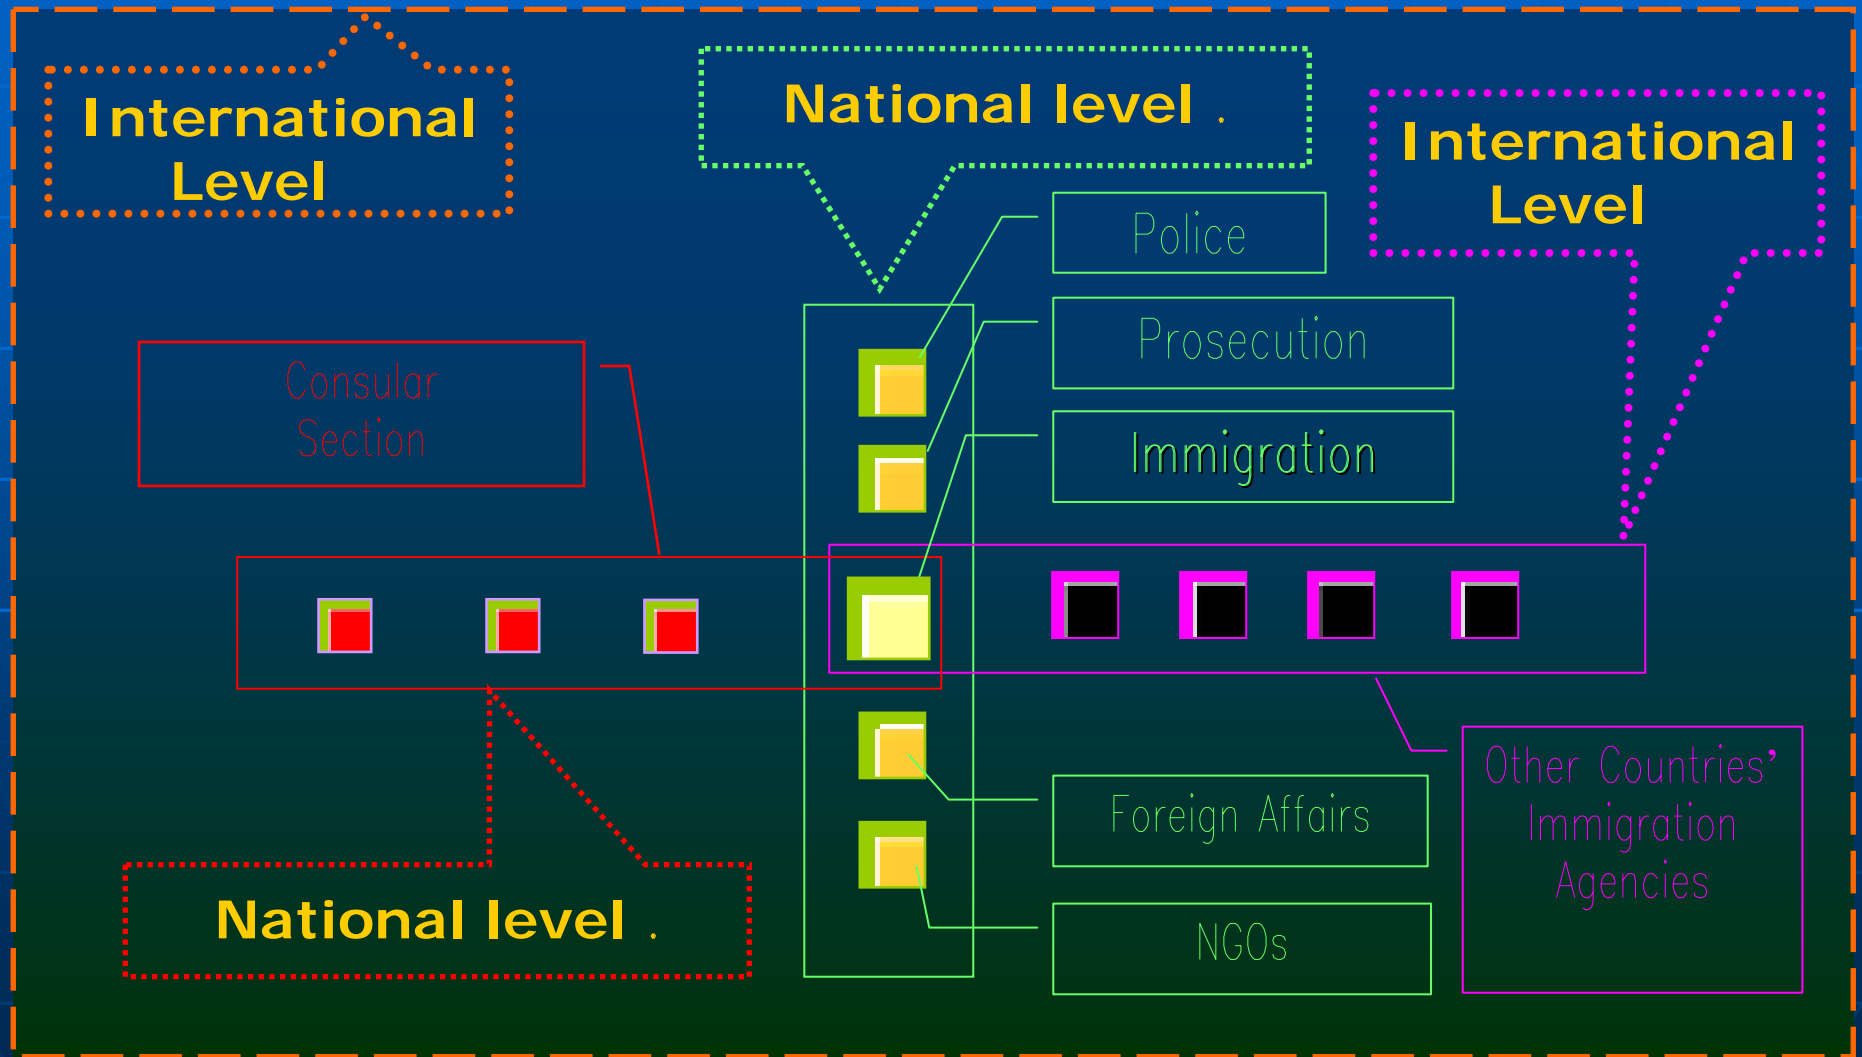 International
Level
National level .
International
Level
Police
Prosecution
Consular
Section
Immigration
Other Countries’
Immigration
Agencies
Foreign Affairs
National level .
NGOs